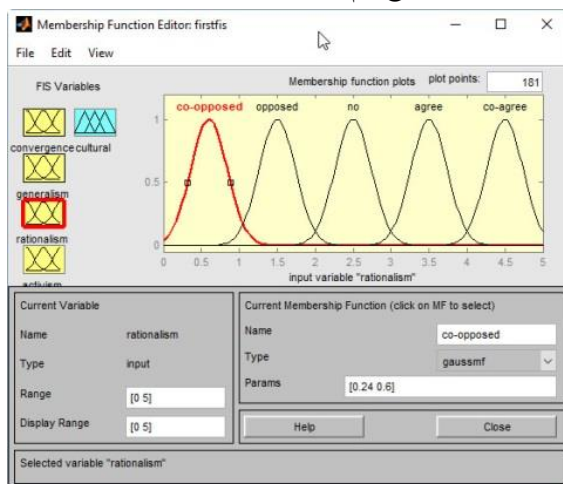 Membership Function Editor: firstfis
File Edit View
FIS Variables
Membership function plots plot points: 181
co-opposed opposed no agree co-agree
1
0.5
0
0 0.5 1 1.5 2 2.5 3 3.5 4 4.5 5
input variable "rationalism"
convergence cultural
generalism
rationalism
activism
Current Variable
Name rationalism
Type input
Range [0 5]
Display Range [0 5]
Current Membership Function (click on MF to select)
Name co-opposed
Type gaussmf
Params [0.24 0.6]
Help Close
Selected variable "rationalism"